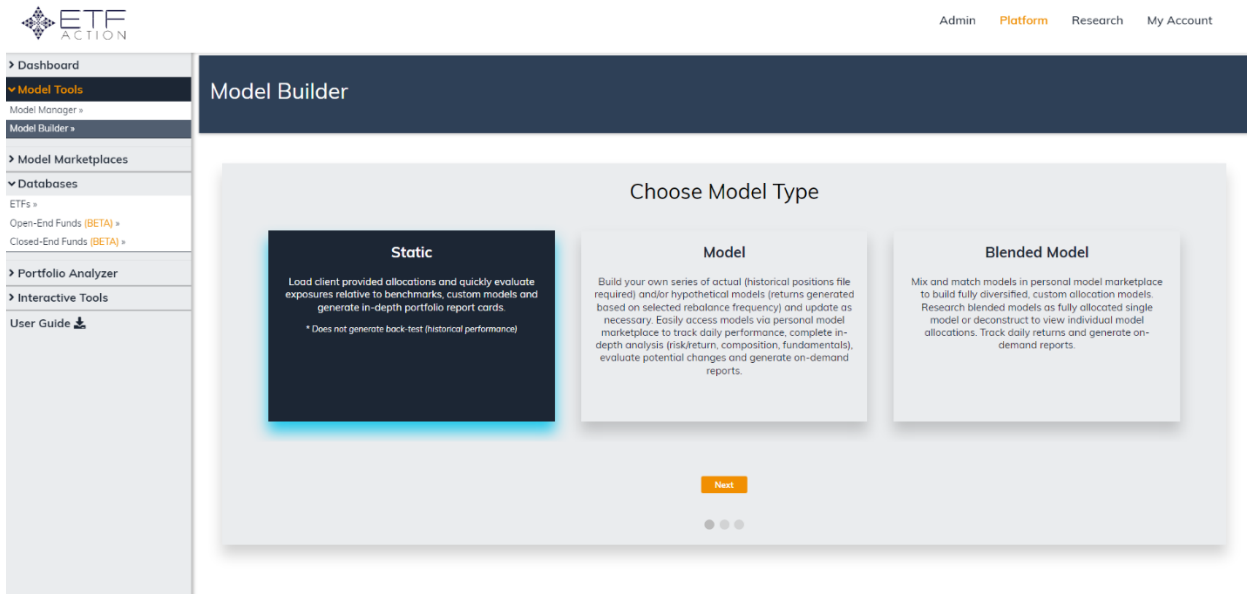 ETF
ACTION
Admin
Platform
Research
My Account
Dashboard
Model Tools
Model Manager »
Model Builder »
Model Marketplaces
Databases
ETFs »
Open-End Funds (BETA) »
Closed-End Funds (BETA) »
Portfolio Analyzer
Interactive Tools
User Guide
Model Builder
Choose Model Type
Static
Load client provided allocations and quickly evaluate
exposures relative to benchmarks, custom models and
generate in-depth portfolio report cards.
* Does not generate back-test (historical performance)
Model
Build your own series of actual (historical positions file
required) and/or hypothetical models (returns generated
based on selected rebalance frequency) and update as
necessary. Easily access models via personal model
marketplace to track daily performance, complete in-
depth analysis (risk/return, composition, fundamentals),
evaluate potential changes and generate on-demand
reports.
Blended Model
Mix and match models in personal model marketplace
to build fully diversified, custom allocation models.
Research blended models as fully allocated single
model or deconstruct to view individual model
allocations. Track daily returns and generate on-
demand reports.
Next